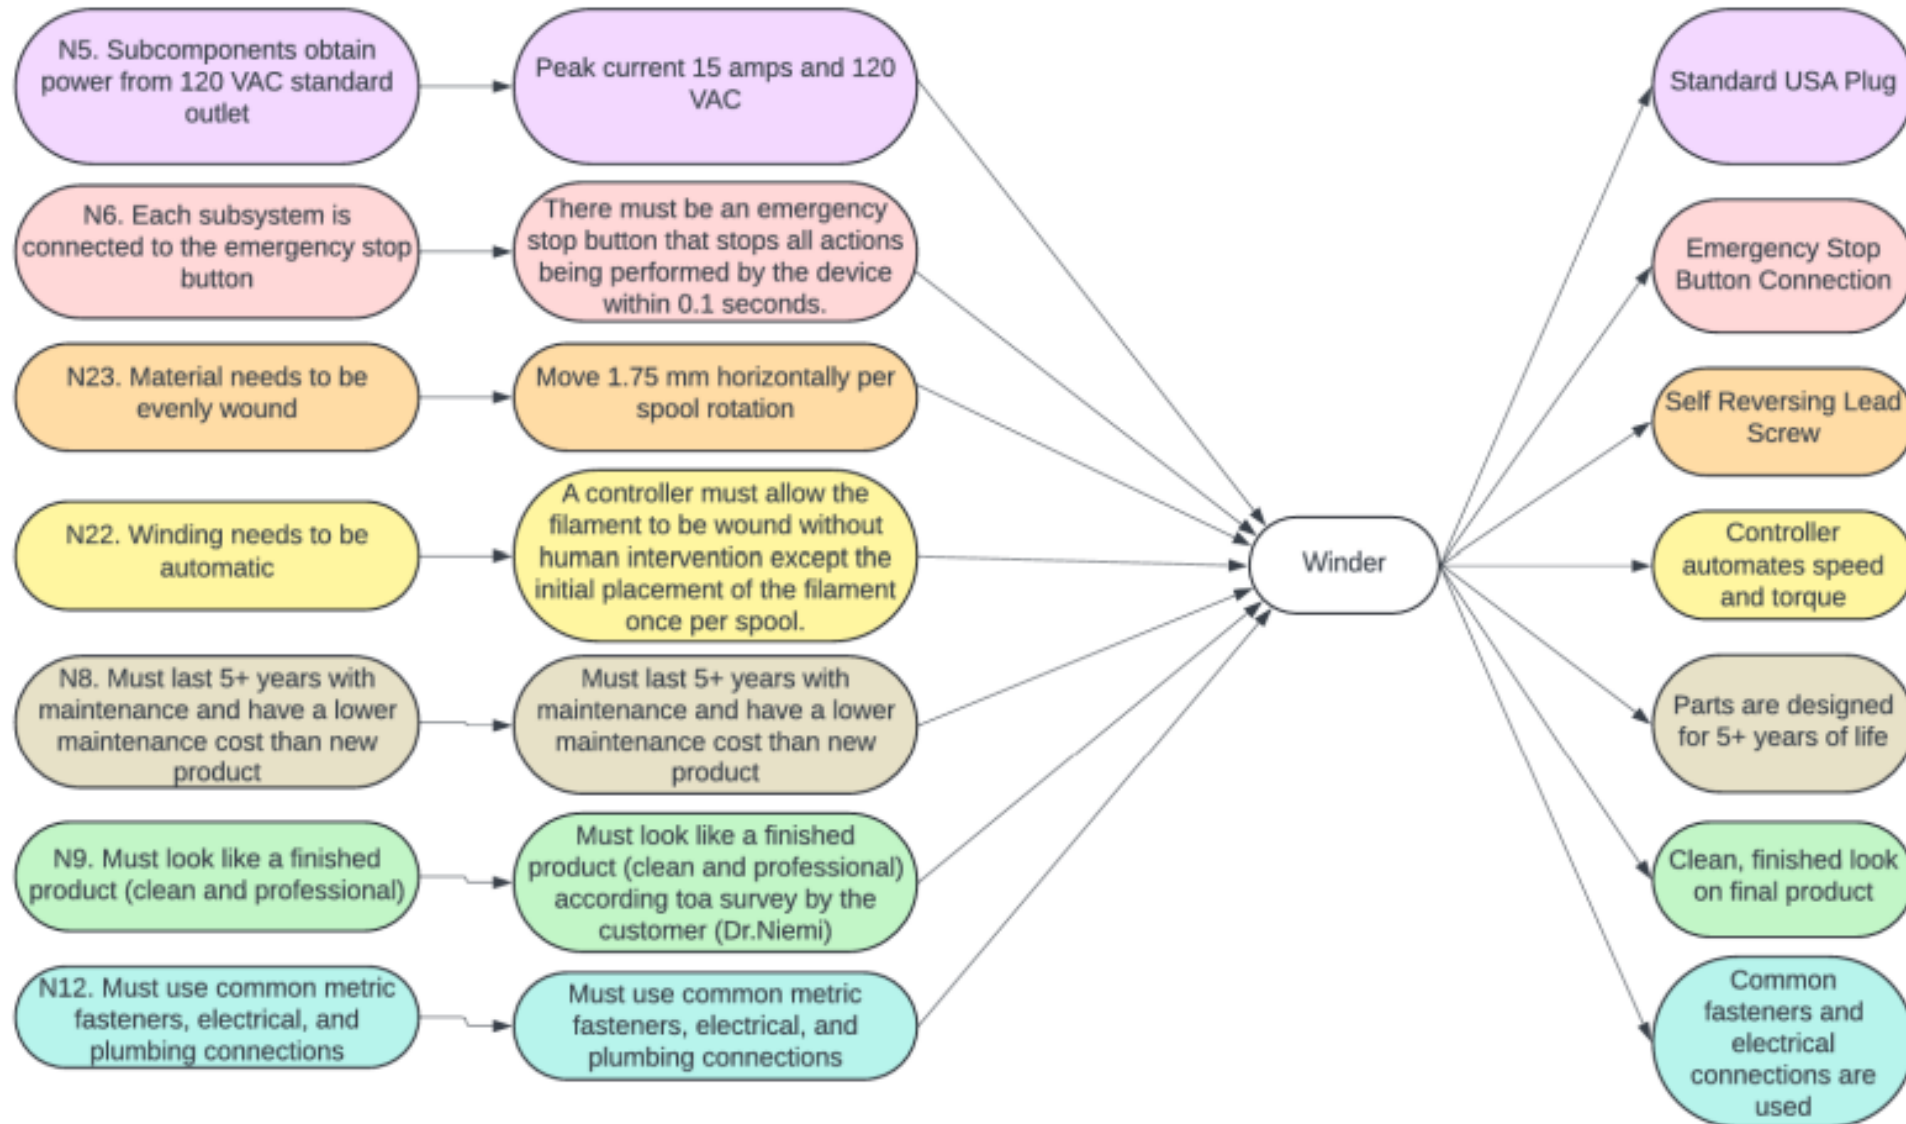 N5. Subcomponents obtain
power from 120 VAC standard
outlet
Peak current 15 amps and 120
VAC
Standard USA Plug
N6. Each subsystem is
connected to the emergency stop
button
There must be an emergency
stop button that stops all actions
being performed by the device
within 0.1 seconds.
Emergency Stop
Button Connection
N23. Material needs to be
evenly wound
Move 1.75 mm horizontally per
spool rotation
Self Reversing Lead
Screw
N22. Winding needs to be
automatic
A controller must allow the
filament to be wound without
human intervention except the
initial placement of the filament
once per spool.
Winder
Controller
automates speed
and torque
N8. Must last 5+ years with
maintenance and have a lower
maintenance cost than new
product
Must last 5+ years with
maintenance and have a lower
maintenance cost than new
product
Parts are designed
for 5+ years of life
N9. Must look like a finished
product (clean and professional)
Must look like a finished
product (clean and professional)
according toa survey by the
customer (Dr.Niemi)
Clean, finished look
on final product
N12. Must use common metric
fasteners, electrical, and
plumbing connections
Must use common metric
fasteners, electrical, and
plumbing connections
Common
fasteners and
electrical
connections are
used